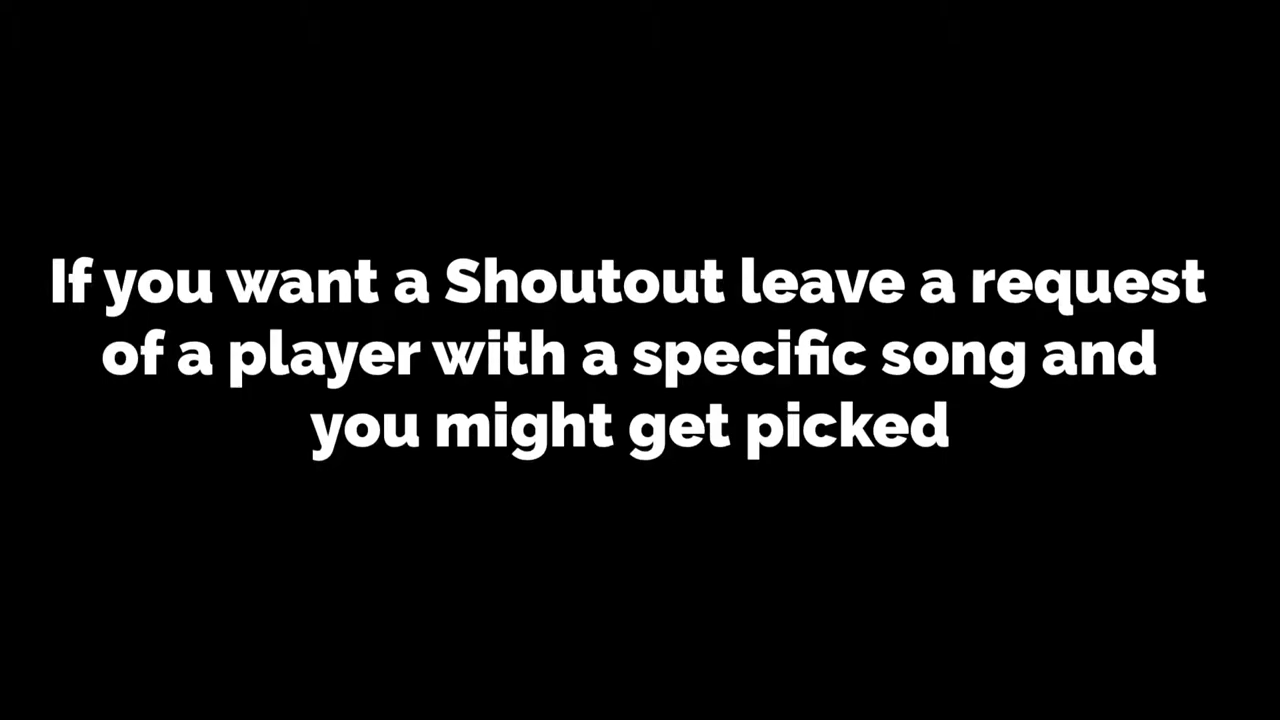 If you want a Shoutout leave a request
of a player with a specific song and
you might get picked